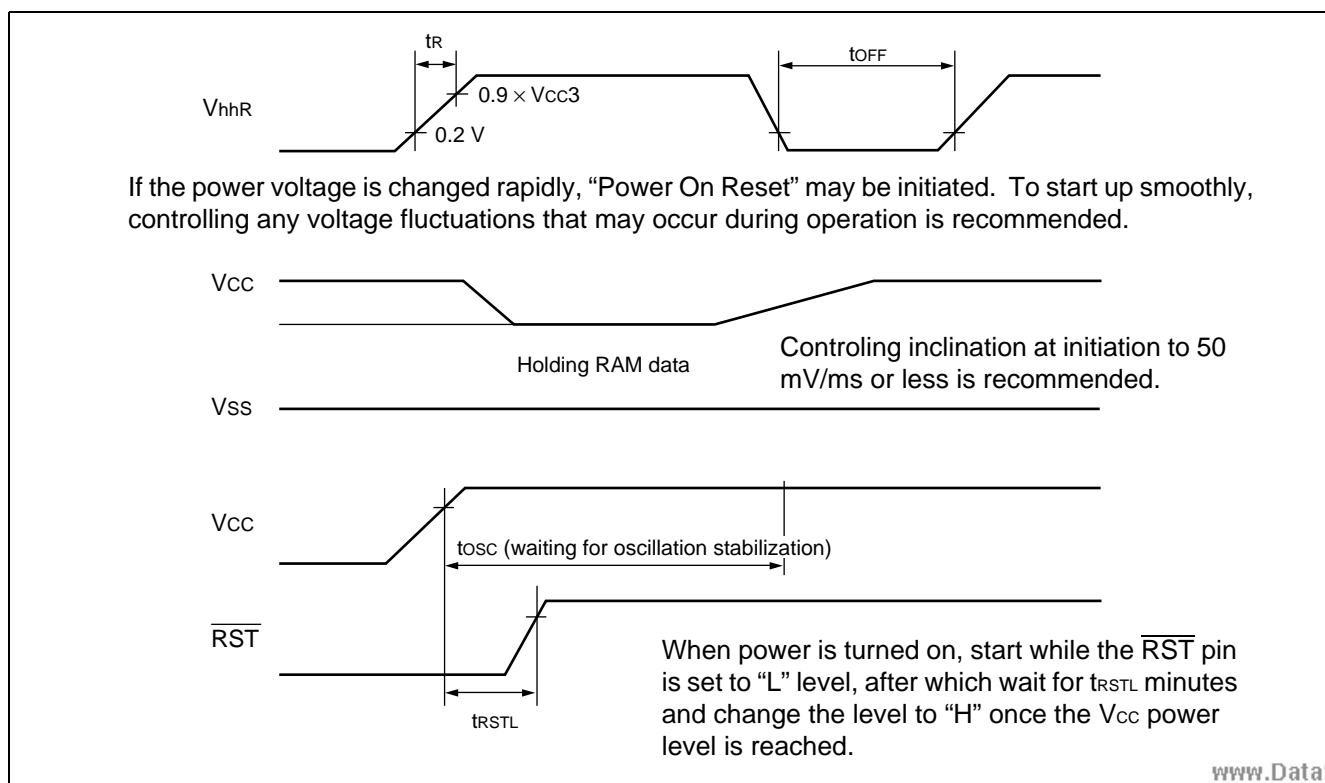 tR
tOFF
VhhR
0.9 × VCC3
0.2 V
If the power voltage is changed rapidly, “Power On Reset” may be initiated. To start up smoothly,
controlling any voltage fluctuations that may occur during operation is recommended.
VCC
Holding RAM data
Controling inclination at initiation to 50
mV/ms or less is recommended.
VSS
VCC
tOSC (waiting for oscillation stabilization)
RST
tRSTL
When power is turned on, start while the RST pin
is set to “L” level, after which wait for tRSTL minutes
and change the level to “H” once the VCC power
level is reached.
www.Data